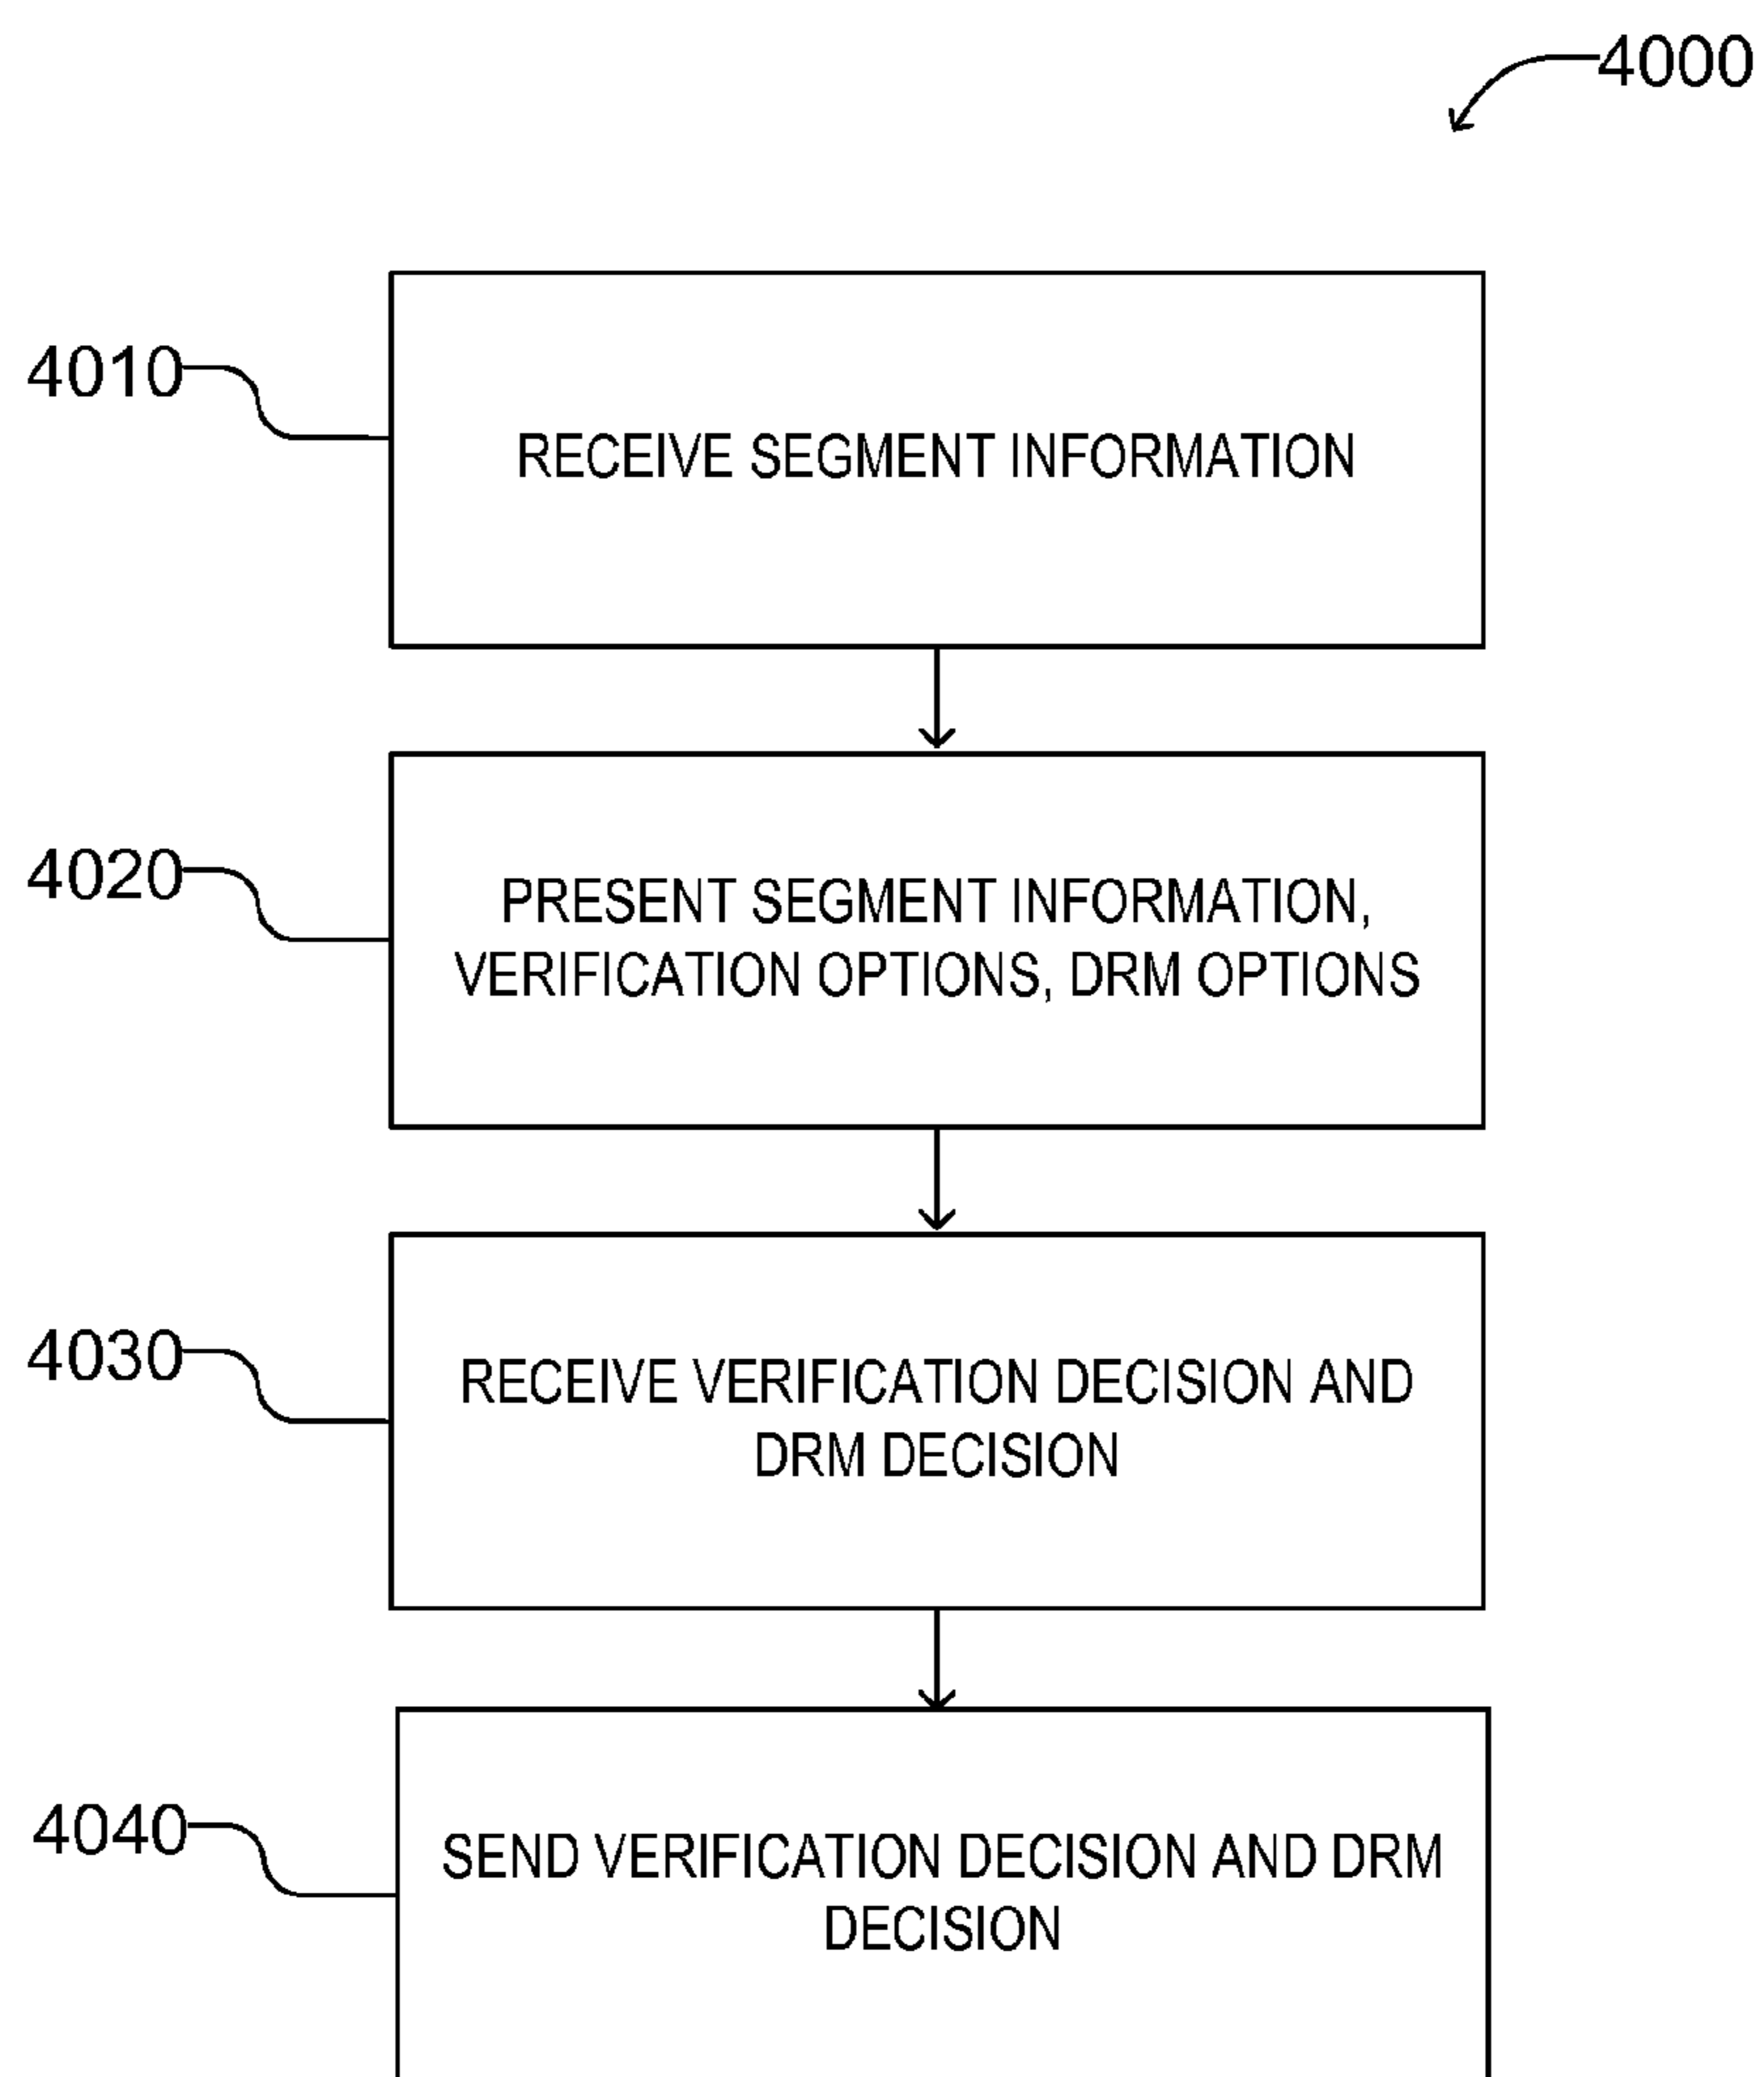 4000
4010
RECEIVE SEGMENT INFORMATION
4020
PRESENT SEGMENT INFORMATION,
VERIFICATION OPTIONS, DRM OPTIONS
4030
RECEIVE VERIFICATION DECISION AND
DRM DECISION
4040
SEND VERIFICATION DECISION AND DRM
DECISION